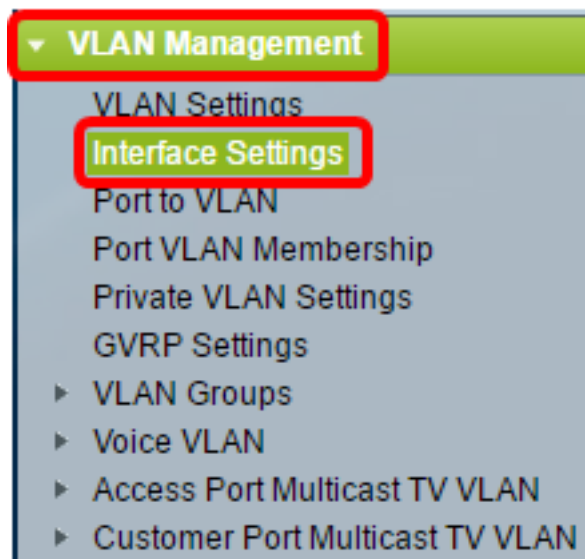 VLAN Management
VLAN Settings
Interface Settings
Port to VLAN
Port VLAN Membership
Private VLAN Settings
GVRP Settings
VLAN Groups
Voice VLAN
Access Port Multicast TV VLAN
Customer Port Multicast TV VLAN